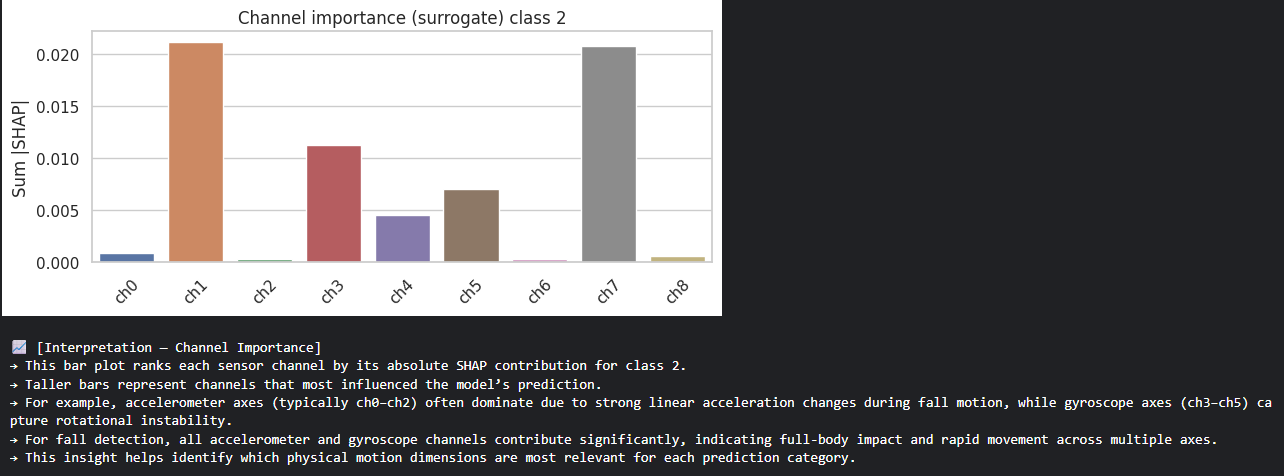 Channel importance (surrogate) class 2
Sum |SHAP|
0.020
0.015
0.010
0.005
0.000
ch0 ch1 ch2 ch3 ch4 ch5 ch6 ch7 ch8
📈 [Interpretation — Channel Importance]
→ This bar plot ranks each sensor channel by its absolute SHAP contribution for class 2.
→ Taller bars represent channels that most influenced the model’s prediction.
→ For example, accelerometer axes (typically ch0–ch2) often dominate due to strong linear acceleration changes during fall motion, while gyroscope axes (ch3–ch5) ca
pture rotational instability.
→ For fall detection, all accelerometer and gyroscope channels contribute significantly, indicating full-body impact and rapid movement across multiple axes.
→ This insight helps identify which physical motion dimensions are most relevant for each prediction category.